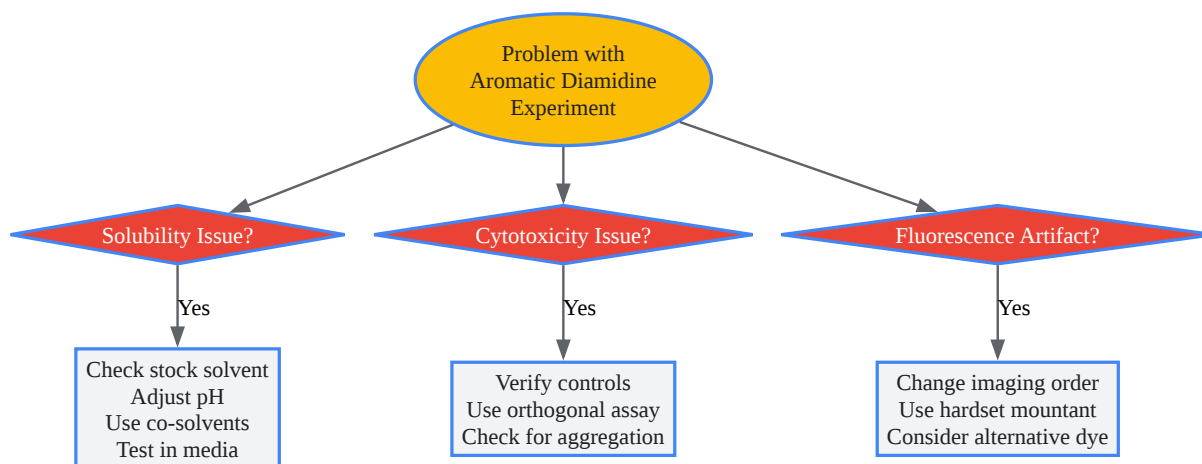 Problem with
Aromatic Diamidine
Experiment
Solubility Issue?
Cytotoxicity Issue?
Fluorescence Artifact?
Yes
Yes
Yes
Check stock solvent
Adjust pH
Use co-solvents
Test in media
Verify controls
Use orthogonal assay
Check for aggregation
Change imaging order
Use hardset mountant
Consider alternative dye